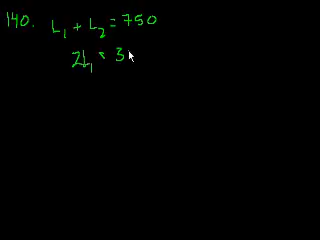 140. L₁ + L₂ = 750
2L₁ = 3